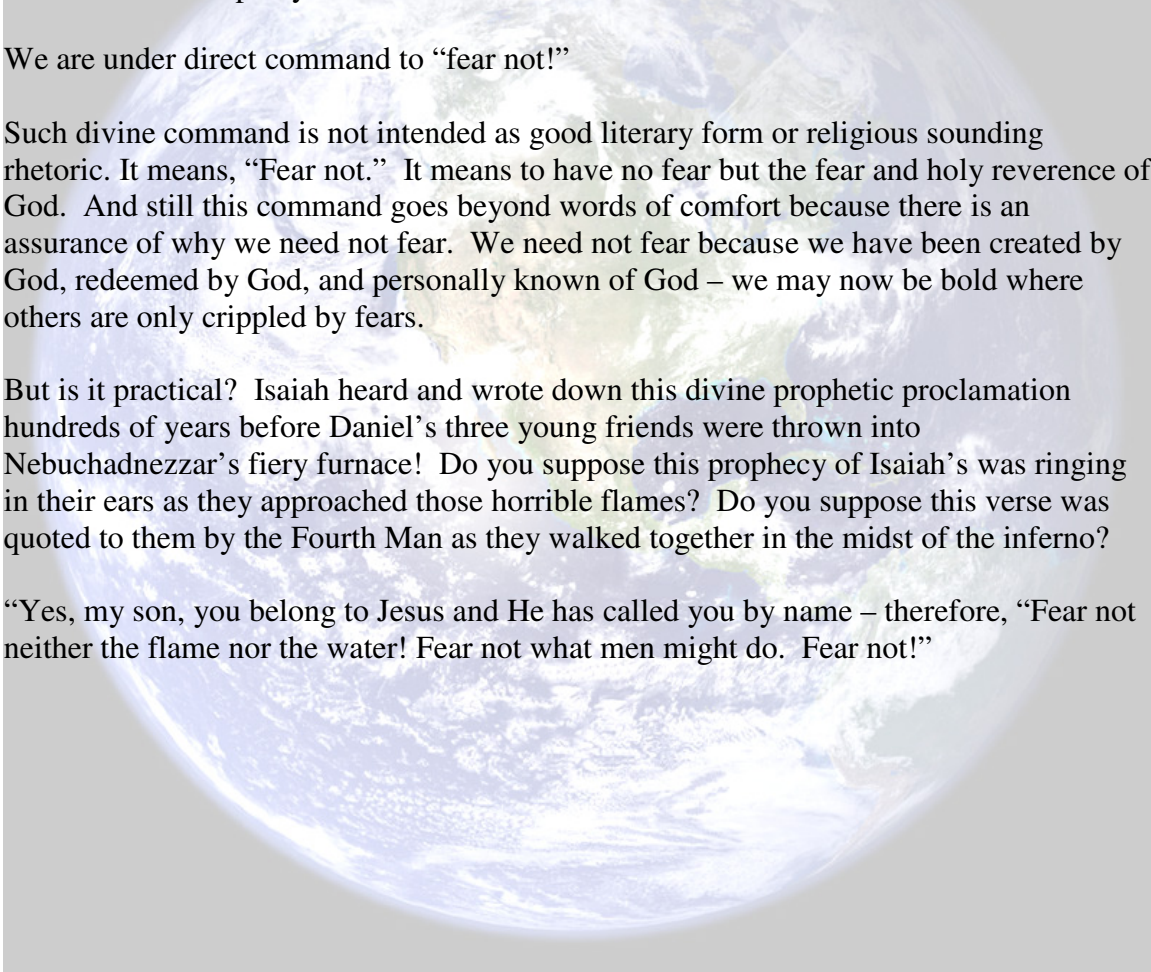 We are under direct command to “fear not!”
Such divine command is not intended as good literary form or religious sounding
rhetoric. It means, “Fear not.”  It means to have no fear but the fear and holy reverence of
God.  And still this command goes beyond words of comfort because there is an
assurance of why we need not fear.  We need not fear because we have been created by
God, redeemed by God, and personally known of God – we may now be bold where
others are only crippled by fears.
But is it practical?  Isaiah heard and wrote down this divine prophetic proclamation
hundreds of years before Daniel’s three young friends were thrown into
Nebuchadnezzar’s fiery furnace!  Do you suppose this prophecy of Isaiah’s was ringing
in their ears as they approached those horrible flames?  Do you suppose this verse was
quoted to them by the Fourth Man as they walked together in the midst of the inferno?
“Yes, my son, you belong to Jesus and He has called you by name – therefore, “Fear not
neither the flame nor the water! Fear not what men might do.  Fear not!”